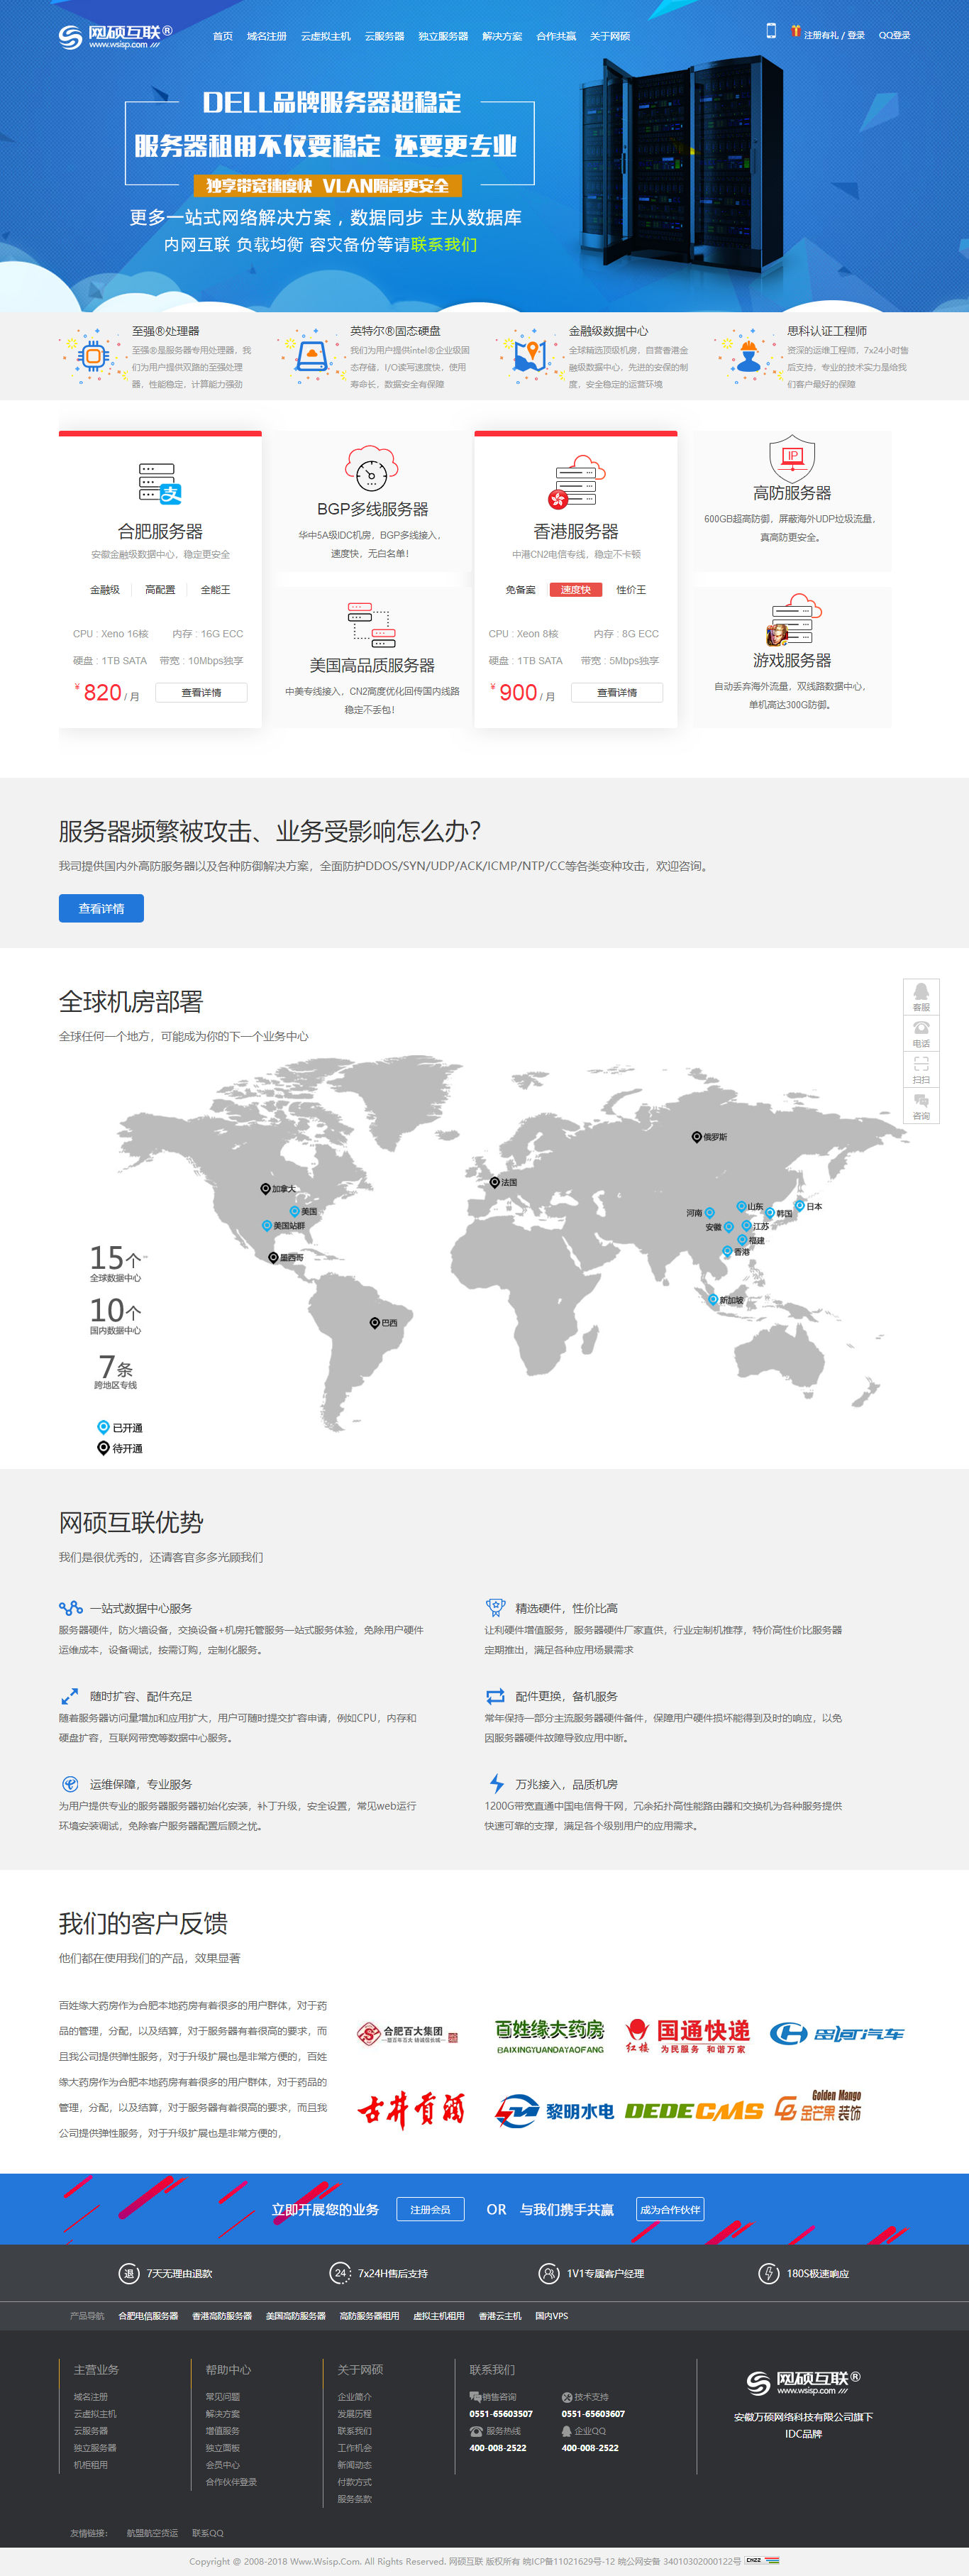 网硕互联®
www.wsisp.com
首页 域名注册 云虚拟主机 云服务器 独立服务器 解决方案 合作共赢 关于网硕
注册有礼 / 登录 QQ登录
DELL品牌服务器超稳定
服务器租用不仅要稳定 还要更专业
独享带宽速度快 VLAN隔离更安全
更多一站式网络解决方案，数据同步 主从数据库
内网互联 负载均衡 容灾备份等请联系我们
至强®处理器
至强®是服务器专用处理器，我
们为用户提供双路的至强处理
器，性能稳定，计算能力强劲
英特尔®固态硬盘
我们为用户提供intel®企业级固
态存储，I/O读写速度快，使用
寿命长，数据安全有保障
金融级数据中心
全球精选顶级机房，自营香港金
融级数据中心，先进的安保的制
度，安全稳定的运营环境
思科认证工程师
资深的运维工程师，7x24小时售
后支持，专业的技术实力是给我
们客户最好的保障
合肥服务器
安徽金融级数据中心，稳定更安全
金融级 高配置 全能王
CPU : Xeno 16核 内存 : 16G ECC
硬盘 : 1TB SATA 带宽 : 10Mbps独享
¥820 / 月 查看详情
BGP多线服务器
华中5A级IDC机房，BGP多线接入，
速度快，无白名单！
美国高品质服务器
中美专线接入，CN2高度优化回传国内线路
稳定不丢包！
香港服务器
中港CN2电信专线，稳定不卡顿
免备案 速度快 性价王
CPU : Xeon 8核 内存 : 8G ECC
硬盘 : 1TB SATA 带宽 : 5Mbps独享
¥900 / 月 查看详情
IP
高防服务器
600GB超高防御，屏蔽海外UDP垃圾流量，
真高防更安全。
游戏服务器
自动丢弃海外流量，双线路数据中心，
单机高达300G防御。
服务器频繁被攻击、业务受影响怎么办？
我司提供国内外高防服务器以及各种防御解决方案，全面防护DDOS/SYN/UDP/ACK/ICMP/NTP/CC等各类变种攻击，欢迎咨询。
查看详情
全球机房部署
全球任何一个地方，可能成为你的下一个业务中心
客服
电话
扫扫
咨询
俄罗斯
加拿大
法国
美国
美国站群
墨西哥
巴西
河南
山东
日本
韩国
安徽
江苏
福建
香港
新加坡
15个
全球数据中心
10个
国内数据中心
7条
跨地区专线
已开通
待开通
网硕互联优势
我们是很优秀的，还请客官多多光顾我们
一站式数据中心服务
服务器硬件，防火墙设备，交换设备+机房托管服务一站式服务体验，免除用户硬件
运维成本，设备调试，按需订购，定制化服务。
精选硬件，性价比高
让利硬件增值服务，服务器硬件厂家直供，行业定制机推荐，特价高性价比服务器
定期推出，满足各种应用场景需求
随时扩容、配件充足
随着服务器访问量增加和应用扩大，用户可随时提交扩容申请，例如CPU，内存和
硬盘扩容，互联网带宽等数据中心服务。
配件更换，备机服务
常年保持一部分主流服务器硬件备件，保障用户硬件损坏能得到及时的响应，以免
因服务器硬件故障导致应用中断。
运维保障，专业服务
为用户提供专业的服务器服务器初始化安装，补丁升级，安全设置，常见web运行
环境安装调试，免除客户服务器配置后顾之忧。
万兆接入，品质机房
1200G带宽直通中国电信骨干网，冗余拓扑高性能路由器和交换机为各种服务提供
快速可靠的支撑，满足各个级别用户的应用需求。
我们的客户反馈
他们都在使用我们的产品，效果显著
百姓缘大药房作为合肥本地药房有着很多的用户群体，对于药
品的管理，分配，以及结算，对于服务器有着很高的要求，而
且我公司提供弹性服务，对于升级扩展也是非常方便的，百姓
缘大药房作为合肥本地药房有着很多的用户群体，对于药品的
管理，分配，以及结算，对于服务器有着很高的要求，而且我
公司提供弹性服务，对于升级扩展也是非常方便的，
合肥百大集团
百姓缘大药房
BAIXINGYUANDAYAOFANG
红楼 国通快递
为民服务 和谐万家
昌河汽车
古井贡酒
黎明水电
DEDECMS
Golden Mango
金芒果装饰
立即开展您的业务 注册会员 OR 与我们携手共赢 成为合作伙伴
退 7天无理由退款 24 7x24H售后支持 1V1专属客户经理 180S极速响应
产品导航 合肥电信服务器 香港高防服务器 美国高防服务器 高防服务器租用 虚拟主机租用 香港云主机 国内VPS
主营业务
域名注册
云虚拟主机
云服务器
独立服务器
机柜租用
帮助中心
常见问题
解决方案
增值服务
独立面板
会员中心
合作伙伴登录
关于网硕
企业简介
发展历程
联系我们
工作机会
新闻动态
付款方式
服务条款
联系我们
销售咨询 技术支持
0551-65603507 0551-65603607
服务热线 企业QQ
400-008-2522 400-008-2522
网硕互联®
www.wsisp.com
安徽万硕网络科技有限公司旗下
IDC品牌
友情链接： 航盟航空货运 联系QQ
Copyright @ 2008-2018 Www.Wsisp.Com. All Rights Reserved. 网硕互联 版权所有 皖ICP备11021629号-12 皖公网安备 34010302000122号 CNZZ